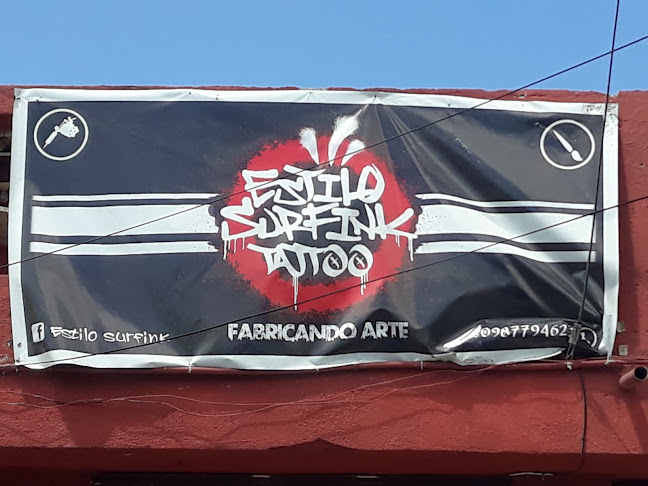 ESTILO
SURFINK
TATTOO
f Estilo surfink
FABRICANDO ARTE